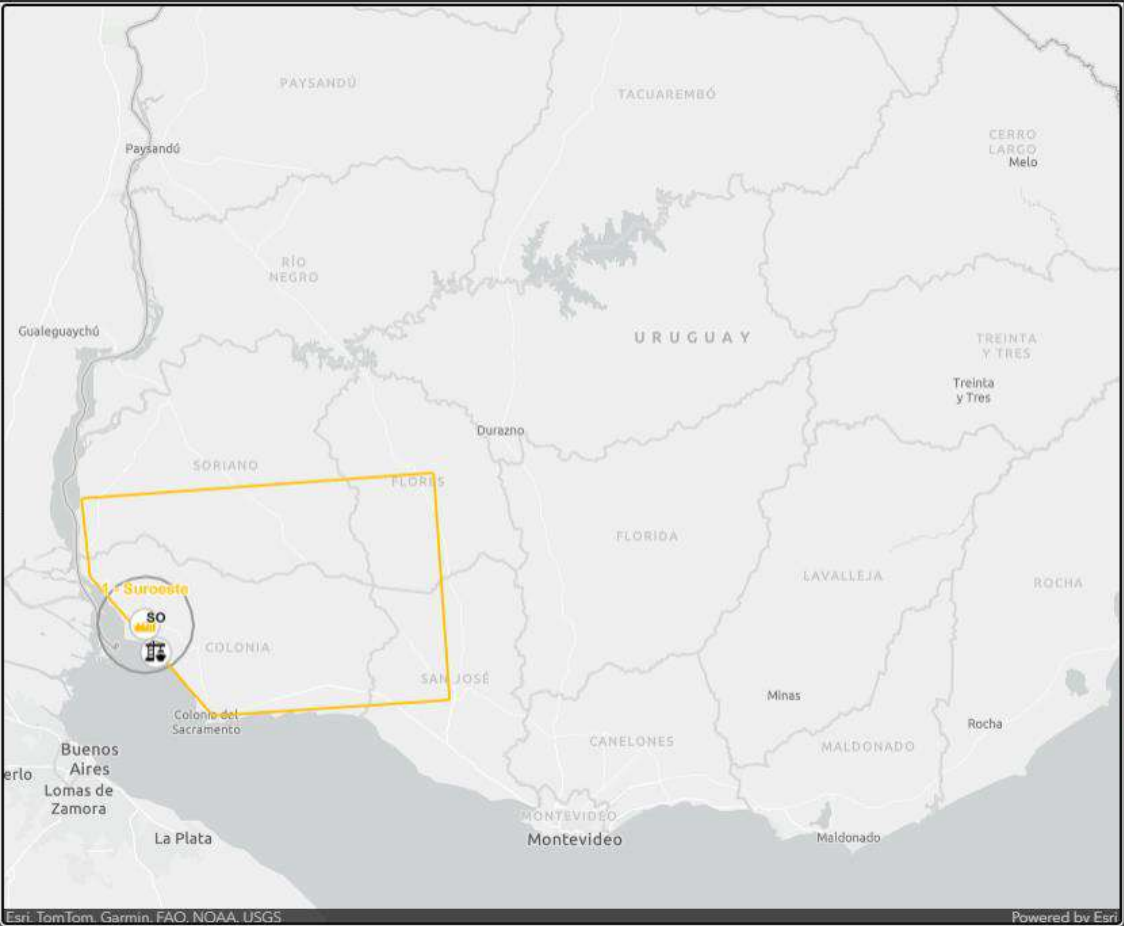 PAYSANDÚ
TACUAREMBÓ
CERRO
LARGO
Melo
Paysandú
RÍO
NEGRO
Gualeguaychú
URUGUAY
TREINTA
Y TRES
Treinta
y Tres
Durazno
SORIANO
FLORES
FLORIDA
LAVALLEJA
ROCHA
1 - Suroeste
SO
COLONIA
SAN JOSÉ
Minas
Colonia del
Sacramento
Rocha
Buenos
Aires
CANELONES
MALDONADO
erlo
Lomas de
Zamora
MONTEVIDEO
Montevideo
La Plata
Maldonado
Esri, TomTom, Garmin, FAO, NOAA, USGS
Powered by Esri